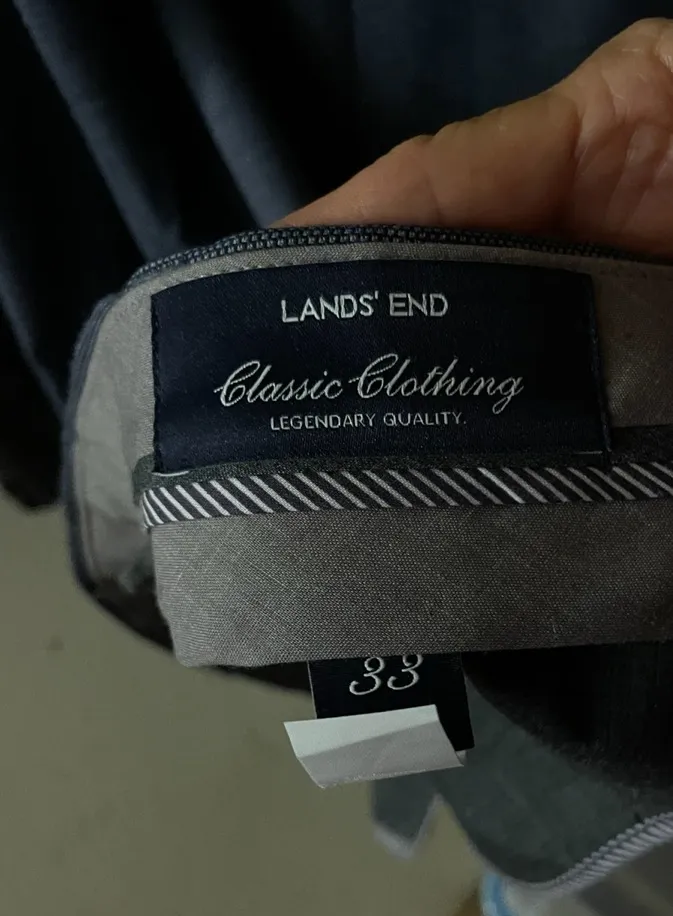 LANDS' END
Classic Clothing
LEGENDARY QUALITY.
33